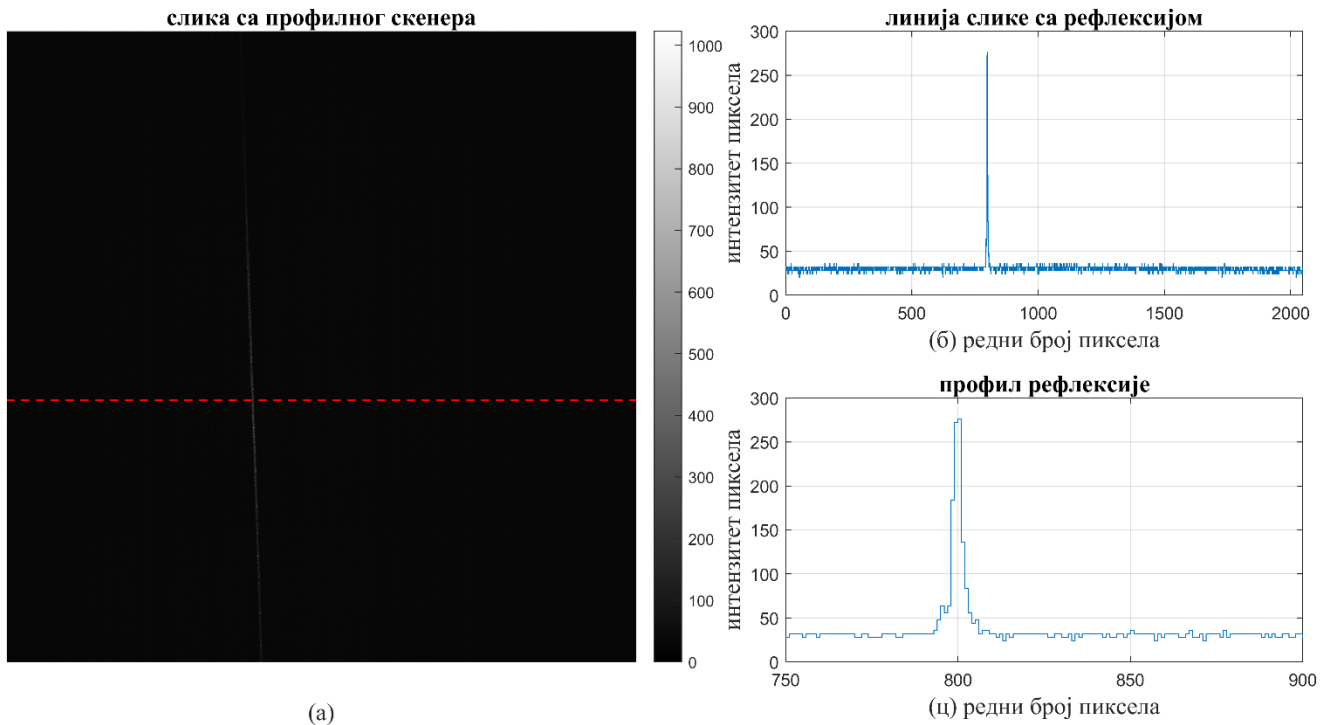 слика са профилног скенера
1000
900
800
700
600
500
400
300
200
100
0
(а)
линија слике са рефлексијом
интензитет пиксела
300
250
200
150
100
50
0
0 500 1000 1500 2000
(б) редни број пиксела
профил рефлексије
интензитет пиксела
300
250
200
150
100
50
0
750 800 850 900
(ц) редни број пиксела